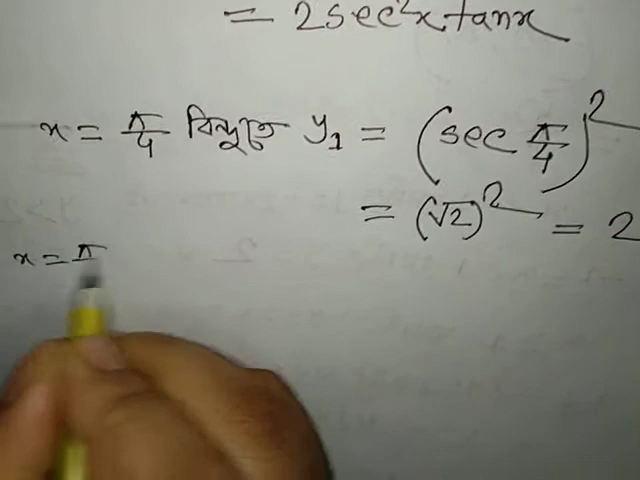 = 2sec²x tanx
x = π/4 বিন্দুতে y₁ = (sec π/4)²
= (√2)² = 2
x = π